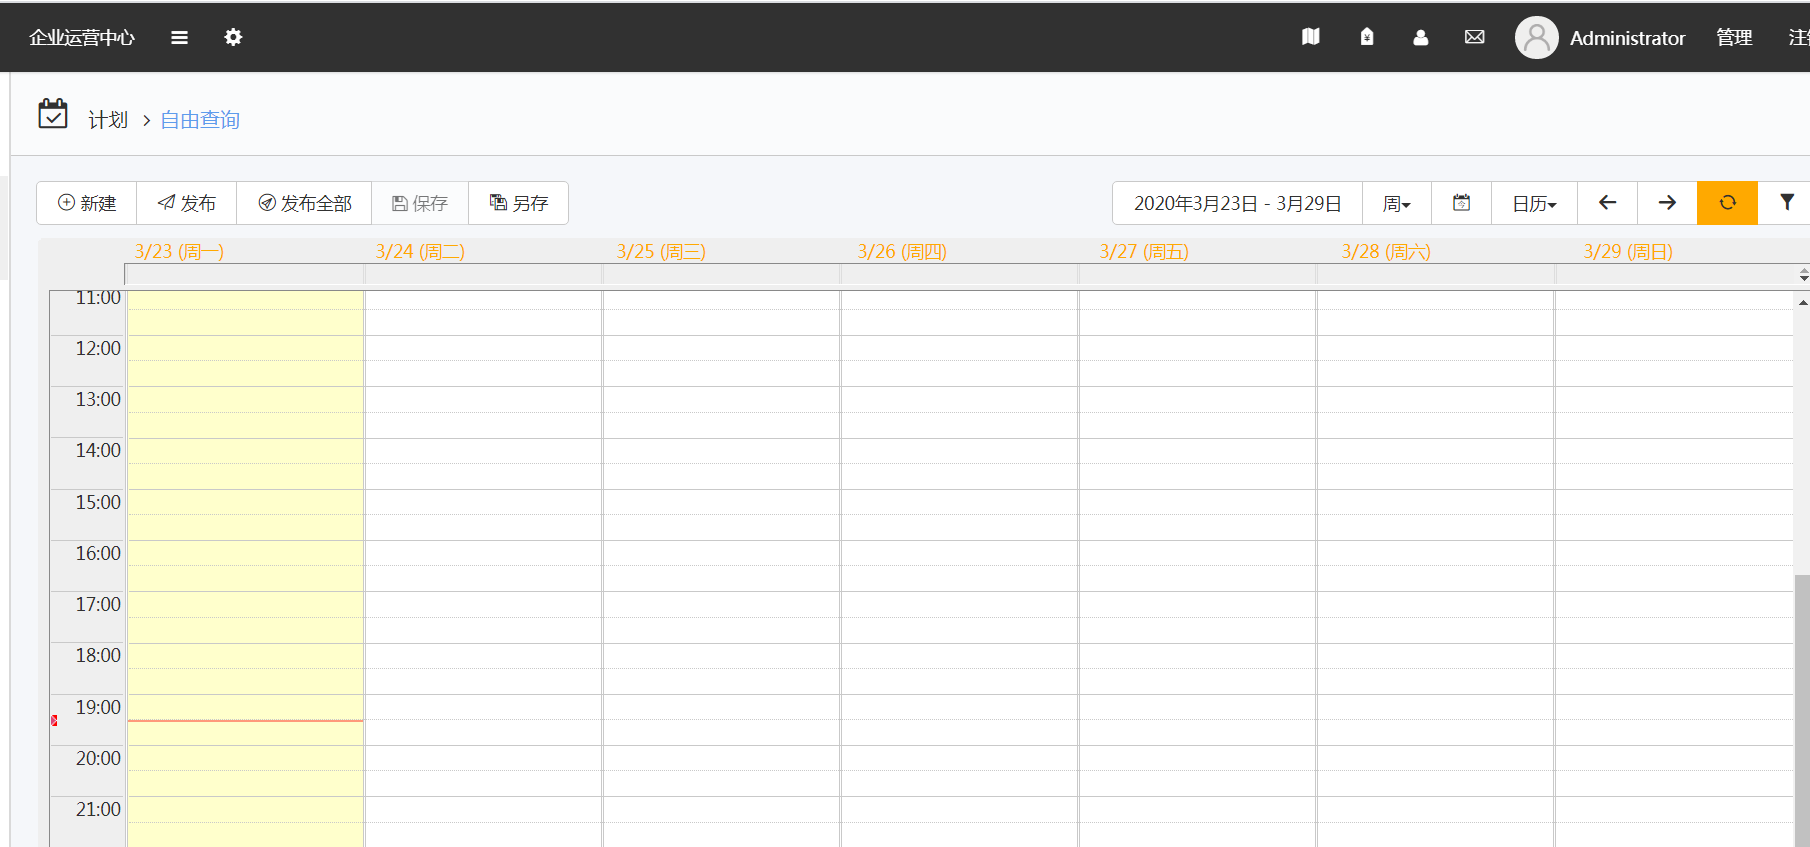 企业运营中心 Administrator 管理 注
计划 > 自由查询
新建 发布 发布全部 保存 另存 2020年3月23日 - 3月29日 周 日历
3/23 (周一) 3/24 (周二) 3/25 (周三) 3/26 (周四) 3/27 (周五) 3/28 (周六) 3/29 (周日)
11:00
12:00
13:00
14:00
15:00
16:00
17:00
18:00
19:00
20:00
21:00